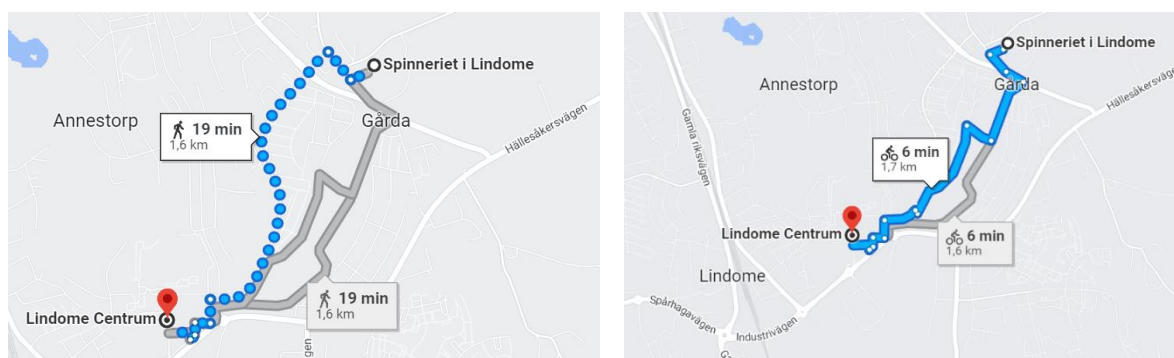 Spinneriet i Lindome
Annestorp
19 min
1,6 km
Gårda
Hällesåkersvägen
19 min
1,6 km
Lindome Centrum
Spinneriet i Lindome
Gårda
Annestorp
Hällesåkersvägen
Gamla riksvägen
6 min
1,7 km
Lindome Centrum
6 min
1,6 km
Lindome
Spårhagavägen
Industrivägen